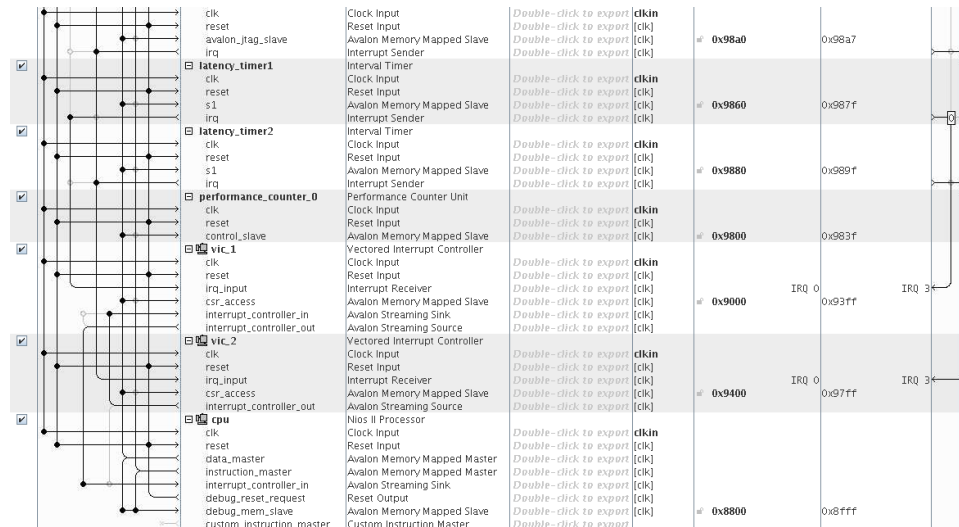 clk Clock Input Double-click to export clkin
reset Reset Input Double-click to export [clk]
avalon_jtag_slave Avalon Memory Mapped Slave Double-click to export [clk] 0x98a0 0x98a7
irq Interrupt Sender Double-click to export [clk]
latency_timer1 Interval Timer
clk Clock Input Double-click to export clkin
reset Reset Input Double-click to export [clk]
s1 Avalon Memory Mapped Slave Double-click to export [clk] 0x9860 0x987f
irq Interrupt Sender Double-click to export [clk] 0
latency_timer2 Interval Timer
clk Clock Input Double-click to export clkin
reset Reset Input Double-click to export [clk]
s1 Avalon Memory Mapped Slave Double-click to export [clk] 0x9880 0x989f
irq Interrupt Sender Double-click to export [clk]
performance_counter_0 Performance Counter Unit
clk Clock Input Double-click to export clkin
reset Reset Input Double-click to export [clk]
control_slave Avalon Memory Mapped Slave Double-click to export [clk] 0x9800 0x983f
vic_1 Vectored Interrupt Controller
clk Clock Input Double-click to export clkin
reset Reset Input Double-click to export [clk]
irq_input Interrupt Receiver Double-click to export [clk] IRQ 0 IRQ 3
csr_access Avalon Memory Mapped Slave Double-click to export [clk] 0x9000 0x93ff
interrupt_controller_in Avalon Streaming Sink Double-click to export [clk]
interrupt_controller_out Avalon Streaming Source Double-click to export [clk]
vic_2 Vectored Interrupt Controller
clk Clock Input Double-click to export clkin
reset Reset Input Double-click to export [clk]
irq_input Interrupt Receiver Double-click to export [clk] IRQ 0 IRQ 3
csr_access Avalon Memory Mapped Slave Double-click to export [clk] 0x9400 0x97ff
interrupt_controller_out Avalon Streaming Source Double-click to export [clk]
cpu Nios II Processor
clk Clock Input Double-click to export clkin
reset Reset Input Double-click to export [clk]
data_master Avalon Memory Mapped Master Double-click to export [clk]
instruction_master Avalon Memory Mapped Master Double-click to export [clk]
interrupt_controller_in Avalon Streaming Sink Double-click to export [clk]
debug_reset_request Reset Output Double-click to export [clk]
debug_mem_slave Avalon Memory Mapped Slave Double-click to export [clk] 0x8800 0x8fff
custom_instruction_master Custom Instruction Master Double-click to export